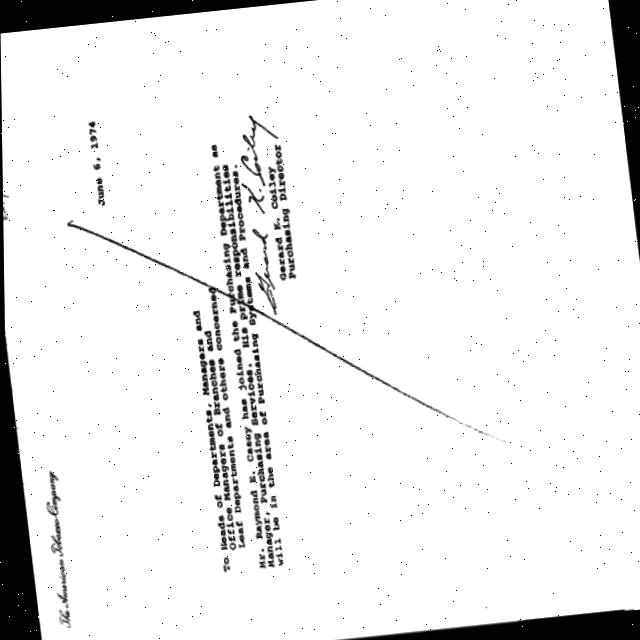 The American Tobacco Company
June 6, 1974
To Heads of Departments, Managers and
Office Managers of Branches and
Leaf Departments and others concerned
Mr. Raymond E. Casey has joined the Purchasing Department as
Manager, Purchasing Services. His prime responsibilities
will be in the area of Purchasing Systems and Procedures.
Gerard K. Coiley
Gerard K. Coiley
Purchasing Director